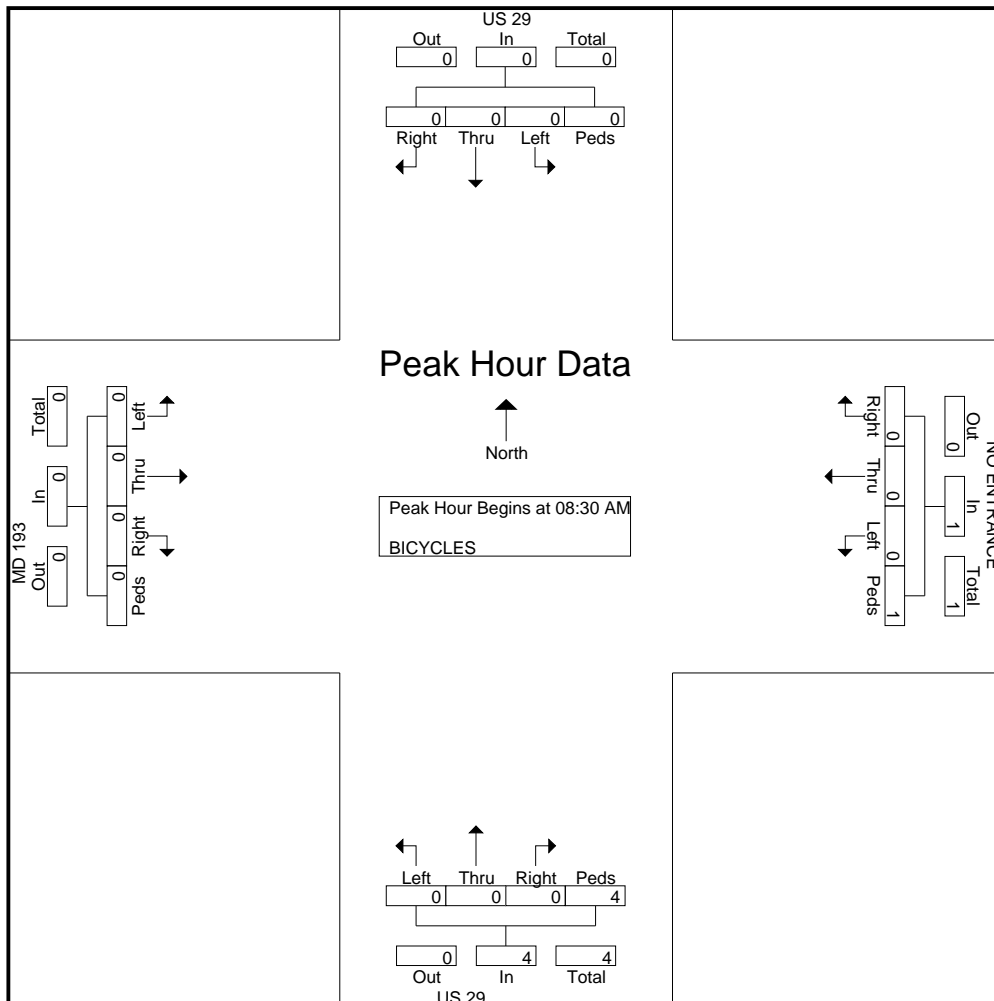 US 29
Out In Total
0 0 0
0 0 0 0
Right Thru Left Peds
Peak Hour Data
North
Peak Hour Begins at 08:30 AM
BICYCLES
MD 193
Out In Total
0 0 0
0 0 0 0
Left Thru Right Peds
NO ENTRANCE
Out In Total
0 1 1
0 0 0 1
Right Thru Left Peds
Left Thru Right Peds
0 0 0 4
0 4 4
Out In Total
US 29